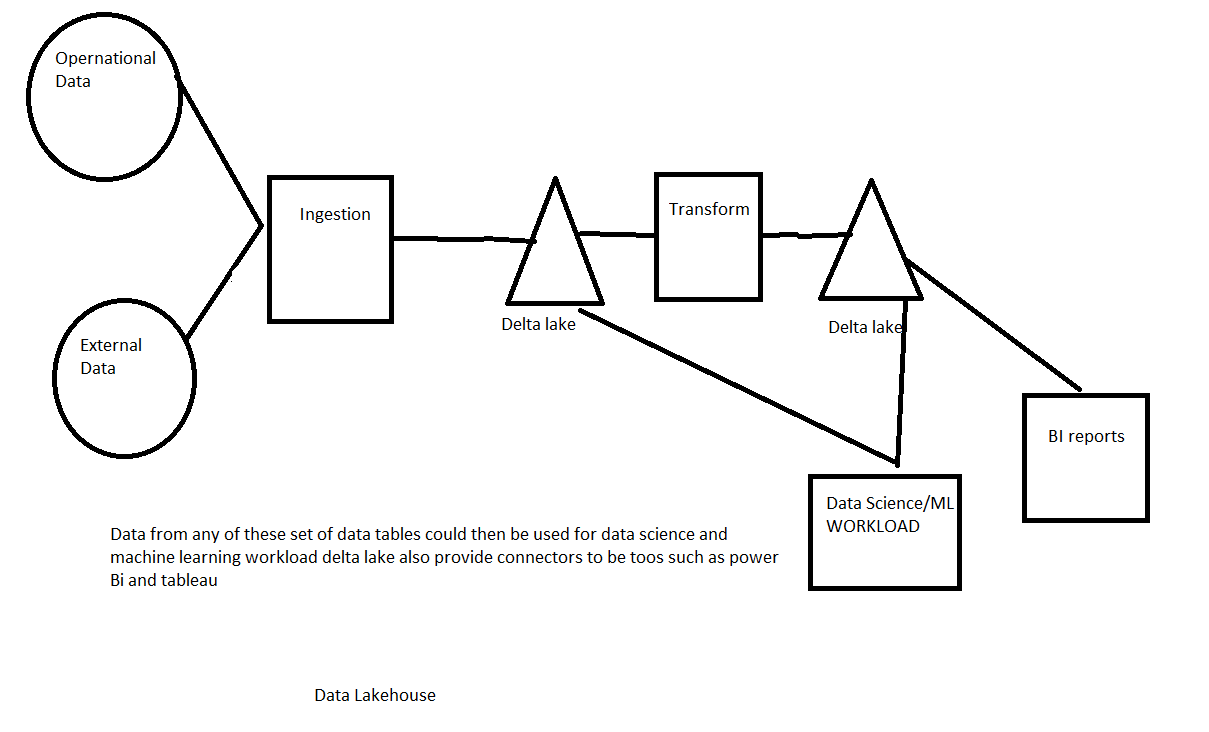 Opernational
Data
Ingestion
Transform
Delta lake
Delta lake
External
Data
BI reports
Data Science/ML
WORKLOAD
Data from any of these set of data tables could then be used for data science and
machine learning workload delta lake also provide connectors to be toos such as power
Bi and tableau
Data Lakehouse